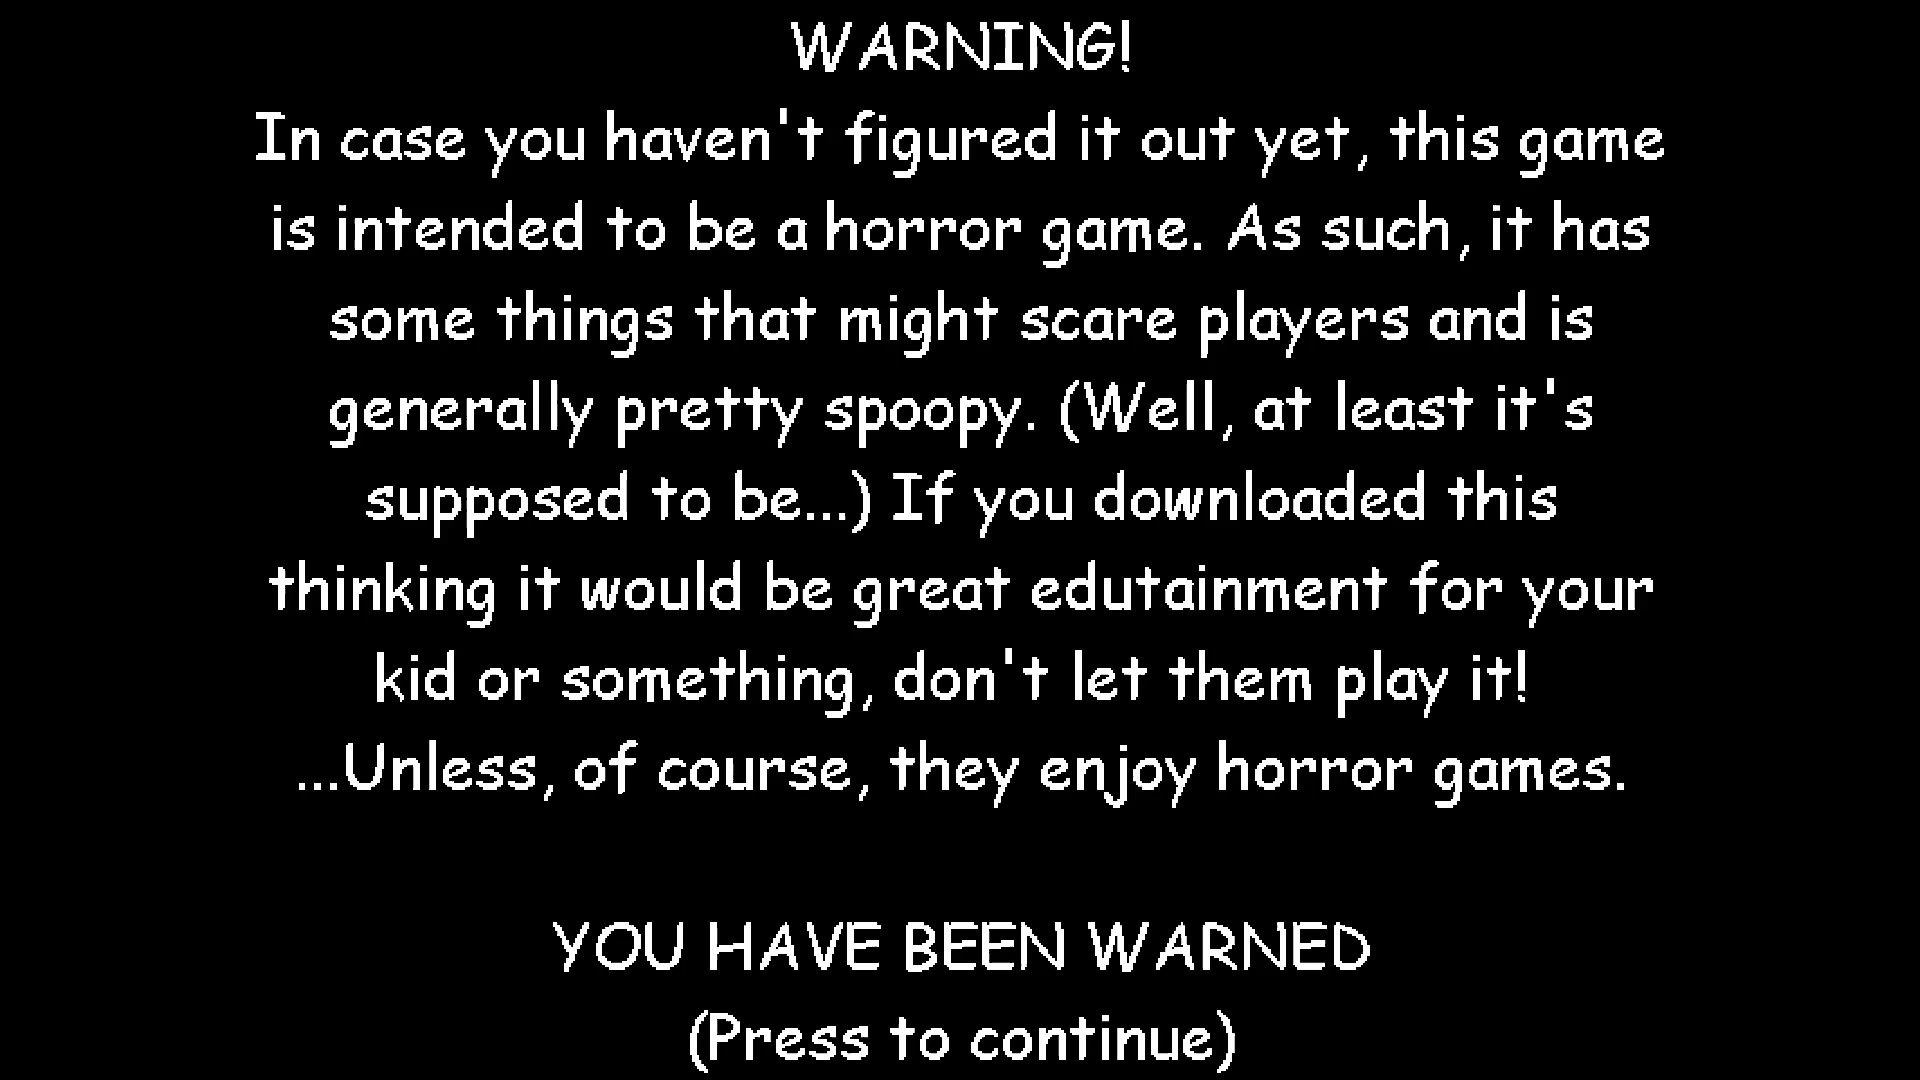 WARNING!
In case you haven't figured it out yet, this game
is intended to be a horror game. As such, it has
some things that might scare players and is
generally pretty spoopy. (Well, at least it's
supposed to be...) If you downloaded this
thinking it would be great edutainment for your
kid or something, don't let them play it!
...Unless, of course, they enjoy horror games.
YOU HAVE BEEN WARNED
(Press to continue)